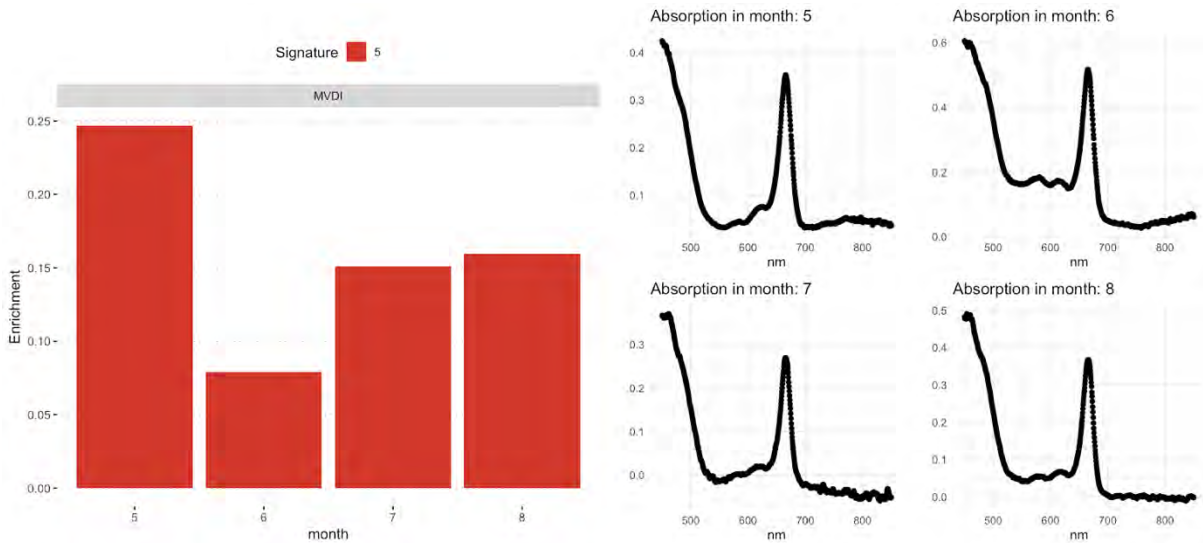 Signature 5
MVDI
Enrichment
0.25
0.20
0.15
0.10
0.05
0.00
5 6 7 8
month
Absorption in month: 5
0.4
0.3
0.2
0.1
500 600 700 800
nm
Absorption in month: 6
0.6
0.4
0.2
0.0
500 600 700 800
nm
Absorption in month: 7
0.3
0.2
0.1
0.0
500 600 700 800
nm
Absorption in month: 8
0.5
0.4
0.3
0.2
0.1
0.0
500 600 700 800
nm